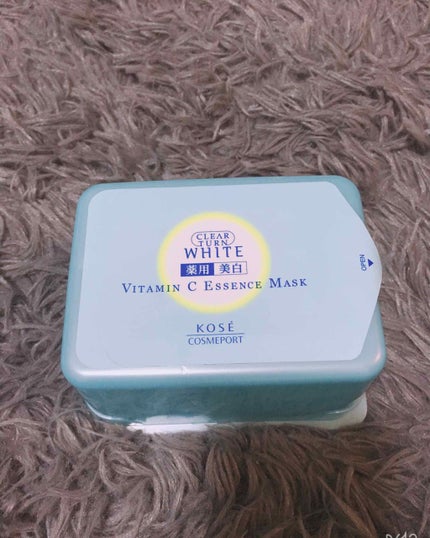 CLEAR
TURN
WHITE
薬用 美白
VITAMIN C ESSENCE MASK
OPEN
KOSÉ
COSMEPORT